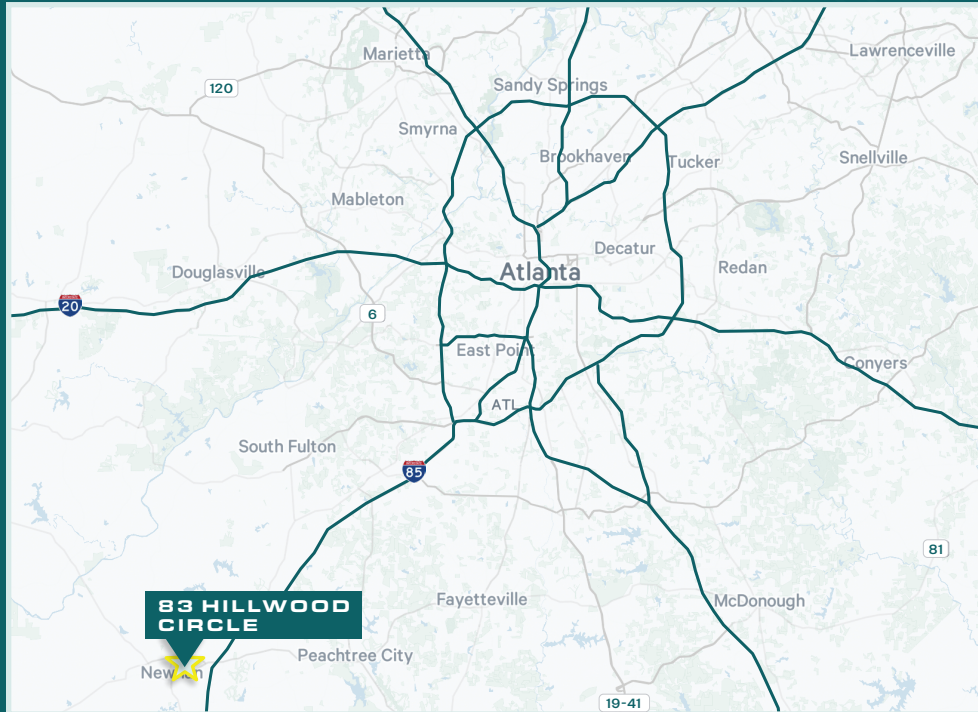 Marietta
Lawrenceville
120
Sandy Springs
Smyrna
Brookhaven
Tucker
Snellville
Mableton
Decatur
Douglasville
Atlanta
Redan
20
6
East Point
Conyers
ATL
South Fulton
85
81
83 HILLWOOD
CIRCLE
Fayetteville
McDonough
Peachtree City
19-41